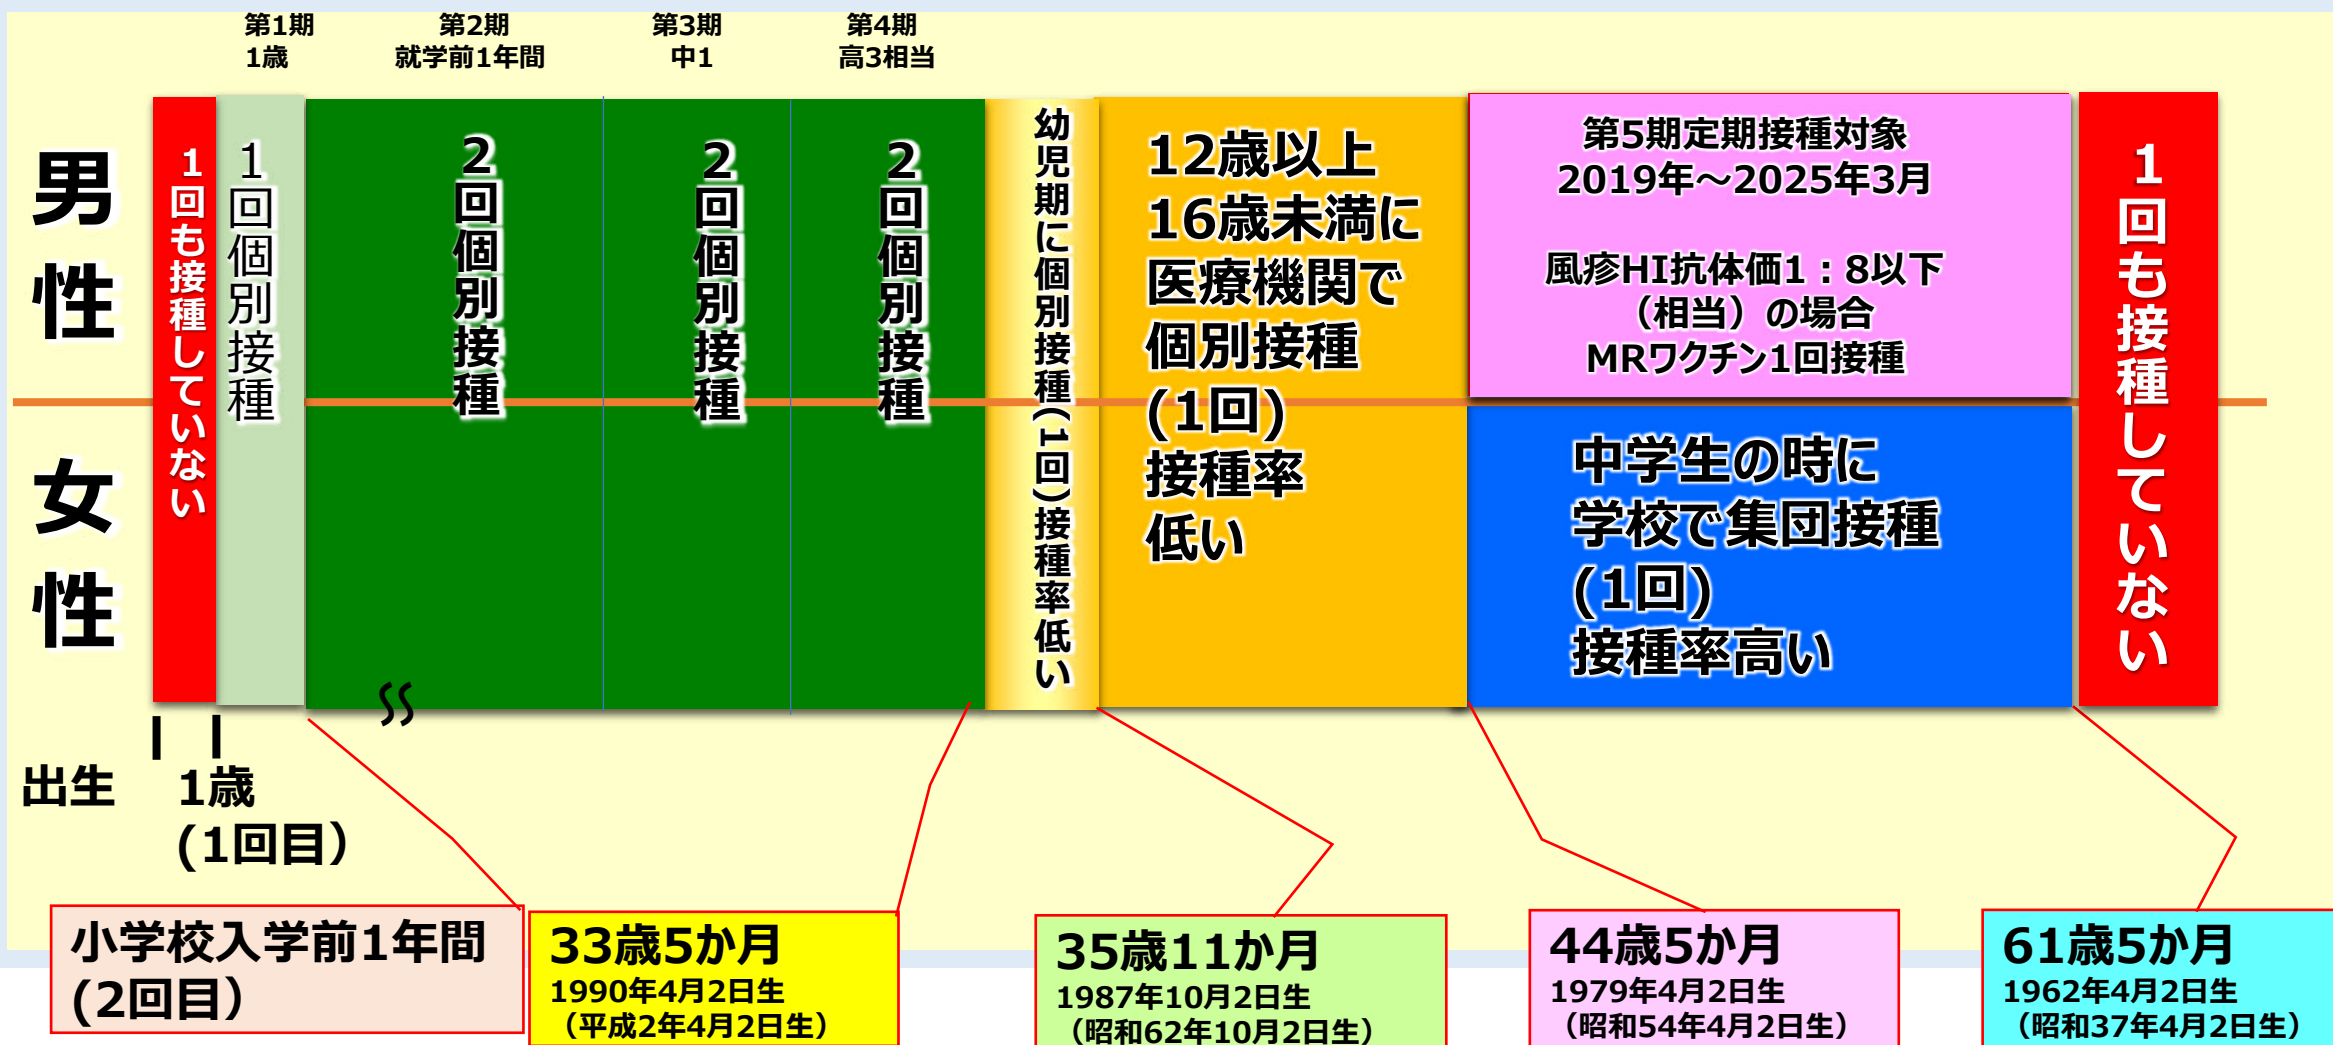 第1期
1歳
第2期
就学前1年間
第3期
中1
第4期
高3相当
男性
女性
1回も接種していない
1回個別接種
2回個別接種
2回個別接種
2回個別接種
幼児期に個別接種(1回)接種率低い
12歳以上
16歳未満に
医療機関で
個別接種
(1回)
接種率
低い
第5期定期接種対象
2019年～2025年3月
風疹HI抗体価1：8以下
（相当）の場合
MRワクチン1回接種
中学生の時に
学校で集団接種
(1回)
接種率高い
1回も接種していない
出生
1歳
(1回目）
小学校入学前1年間
(2回目）
33歳5か月
1990年4月2日生
（平成2年4月2日生）
35歳11か月
1987年10月2日生
（昭和62年10月2日生）
44歳5か月
1979年4月2日生
（昭和54年4月2日生）
61歳5か月
1962年4月2日生
（昭和37年4月2日生）